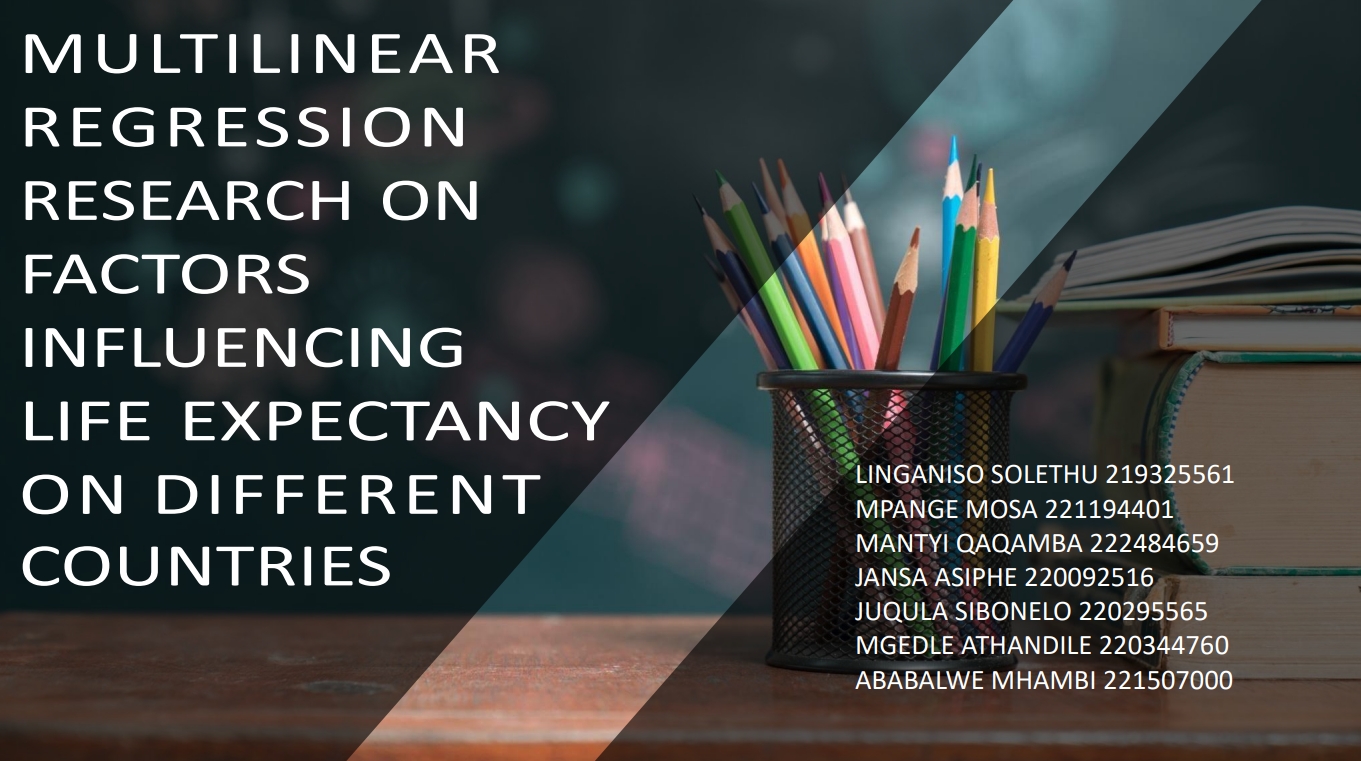 MULTILINEAR
REGRESSION
RESEARCH ON
FACTORS
INFLUENCING
LIFE EXPECTANCY
ON DIFFERENT
COUNTRIES
LINGANISO SOLETHU 219325561
MPANGE MOSA 221194401
MANTYI QAQAMBA 222484659
JANSA ASIPHE 220092516
JUQULA SIBONELO 220295565
MGEDLE ATHANDILE 220344760
ABABALWE MHAMBI 221507000